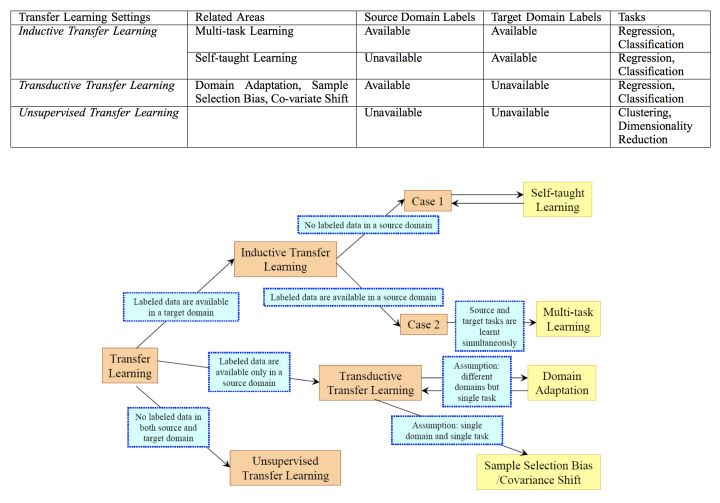 Transfer Learning Settings Related Areas Source Domain Labels Target Domain Labels Tasks
Inductive Transfer Learning Multi-task Learning Available Available Regression,
Classification
Self-taught Learning Unavailable Available Regression,
Classification
Transductive Transfer Learning Domain Adaptation, Sample Available Unavailable Regression,
Selection Bias, Co-variate Shift Classification
Unsupervised Transfer Learning Unavailable Unavailable Clustering,
Dimensionality
Reduction
Case 1
Self-taught
Learning
No labeled data in a source domain
Inductive Transfer
Learning
Labeled data are available
in a target domain
Labeled data are available in a source domain
Case 2
Source and
target tasks are
learnt
simultaneously
Multi-task
Learning
Transfer
Learning
Labeled data are
available only in a
source domain
Transductive
Transfer Learning
Assumption:
different
domains but
single task
Domain
Adaptation
No labeled data in
both source and
target domain
Assumption: single
domain and single task
Unsupervised
Transfer Learning
Sample Selection Bias
/Covariance Shift